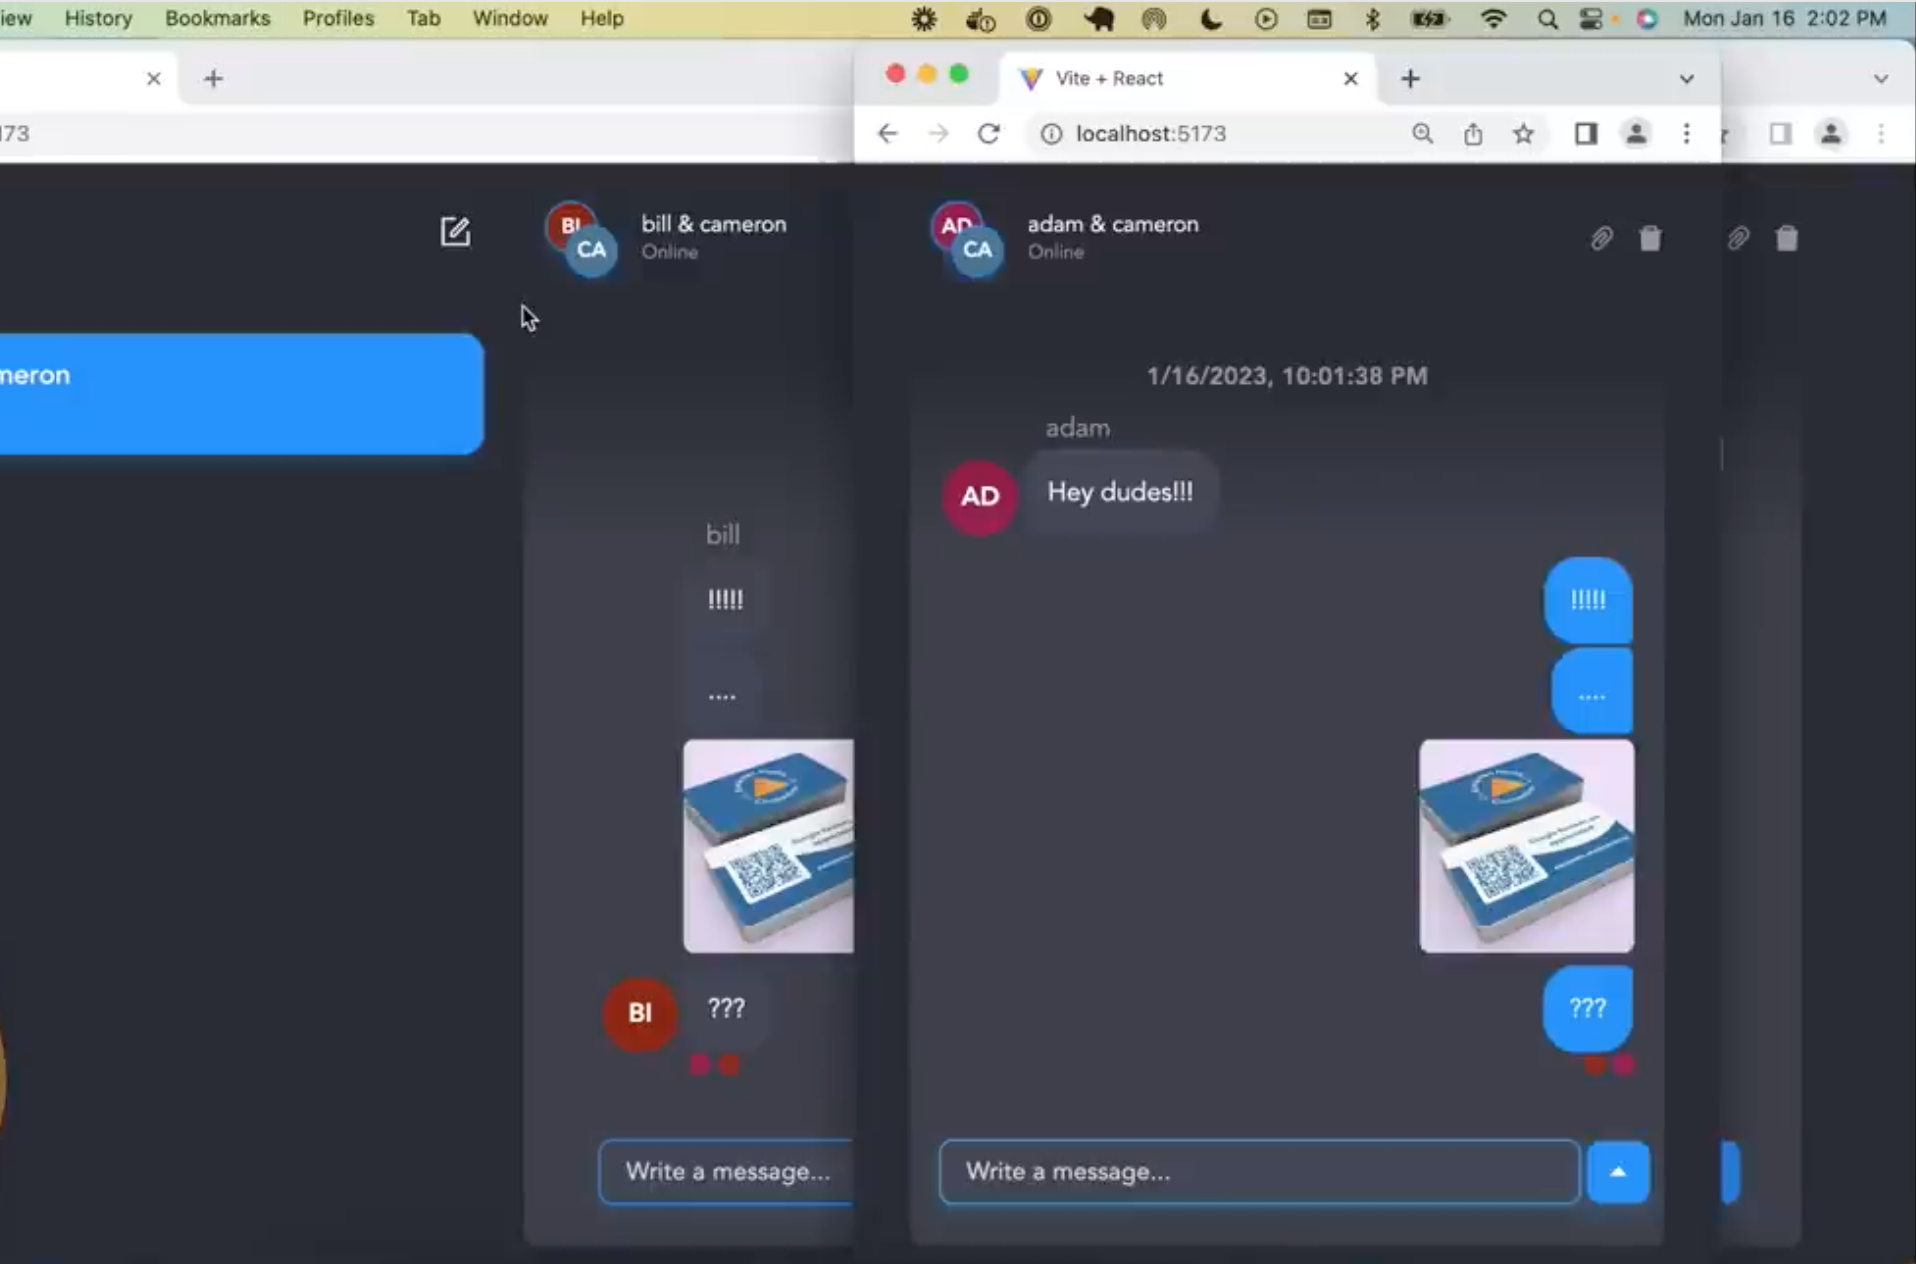 iew History Bookmarks Profiles Tab Window Help Mon Jan 16 2:02 PM
Vite + React
173
localhost:5173
BI
CA
bill & cameron
Online
AD
CA
adam & cameron
Online
meron
1/16/2023, 10:01:38 PM
adam
AD
Hey dudes!!!
bill
!!!!!
!!!!!
....
....
BI
???
???
Write a message...
Write a message...